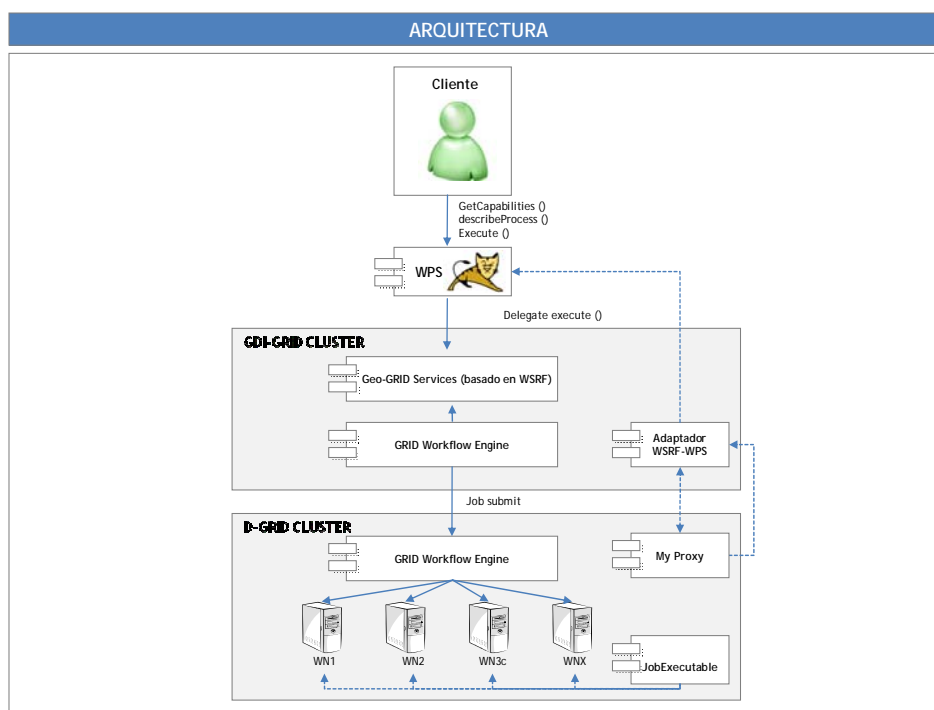 ARQUITECTURA
Cliente
GetCapabilities ()
describeProcess ()
Execute ()
WPS
Delegate execute ()
GDI-GRID CLUSTER
Geo-GRID Services (basado en WSRF)
GRID Workflow Engine
Adaptador
WSRF-WPS
Job submit
D-GRID CLUSTER
GRID Workflow Engine
My Proxy
WN1
WN2
WN3c
WNX
JobExecutable